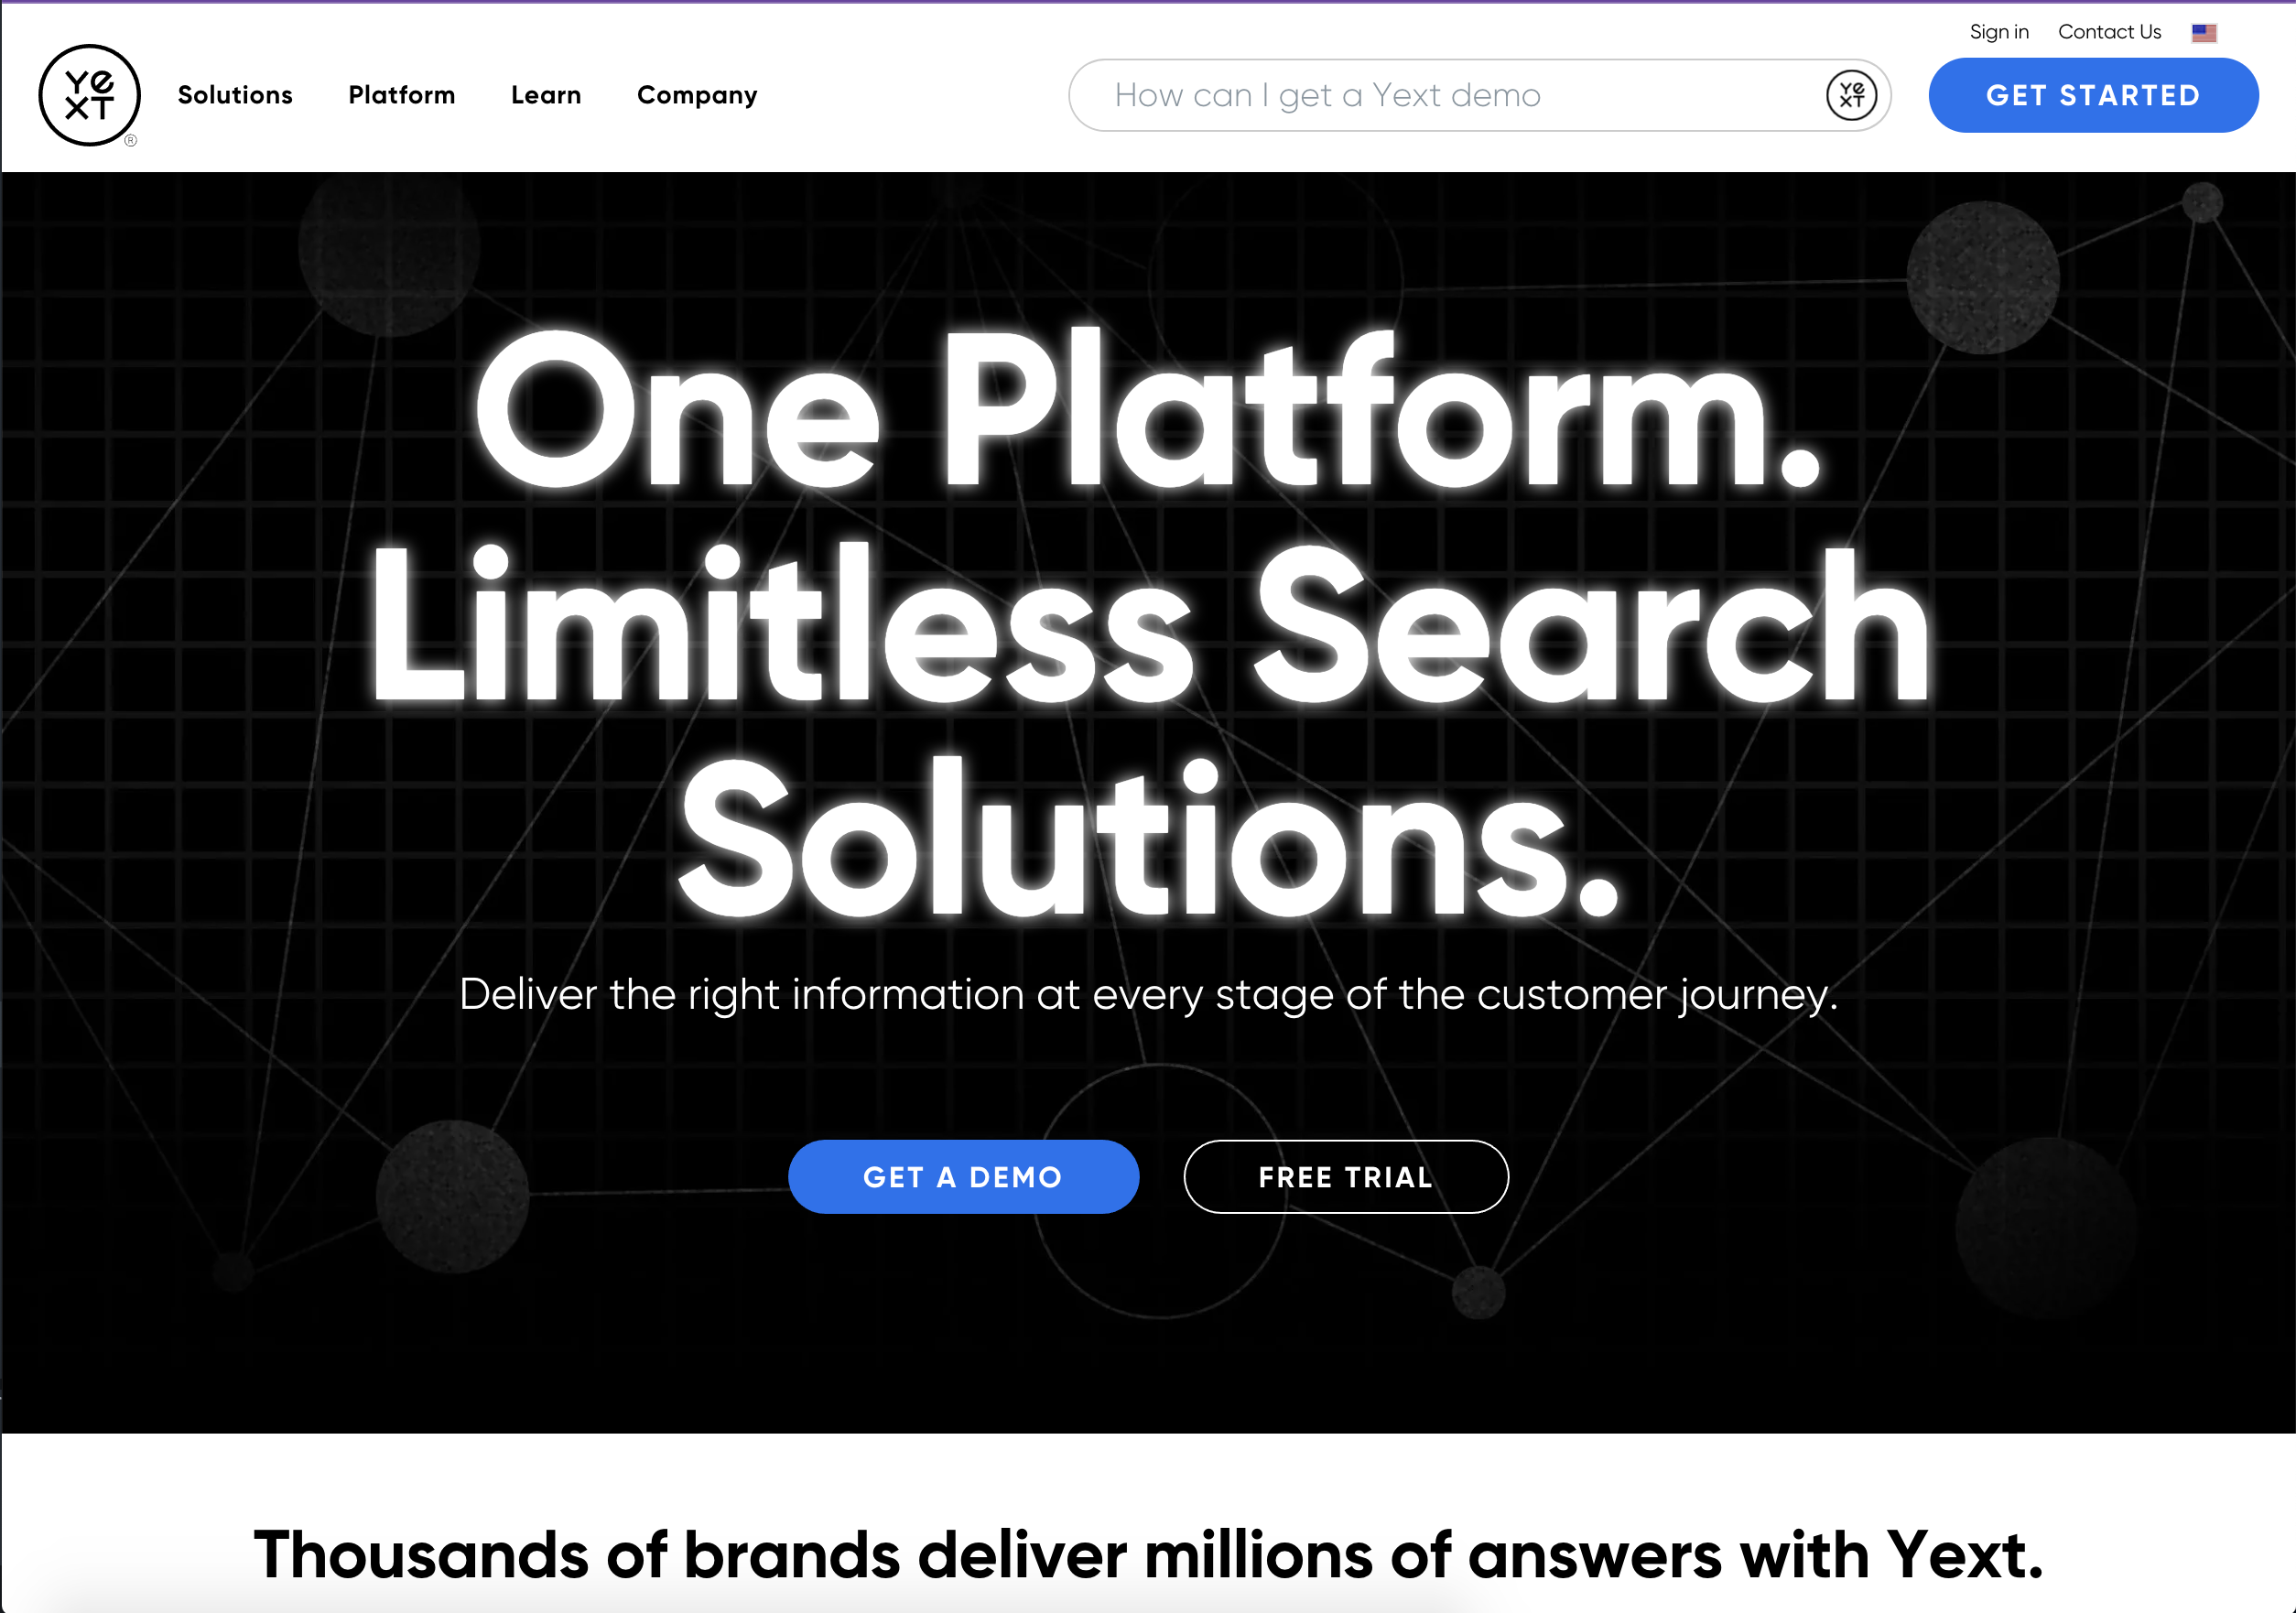 Sign in Contact Us
YEXT
®
Solutions Platform Learn Company
How can I get a Yext demo
YEXT
GET STARTED
One Platform.
Limitless Search
Solutions.
Deliver the right information at every stage of the customer journey.
GET A DEMO
FREE TRIAL
Thousands of brands deliver millions of answers with Yext.